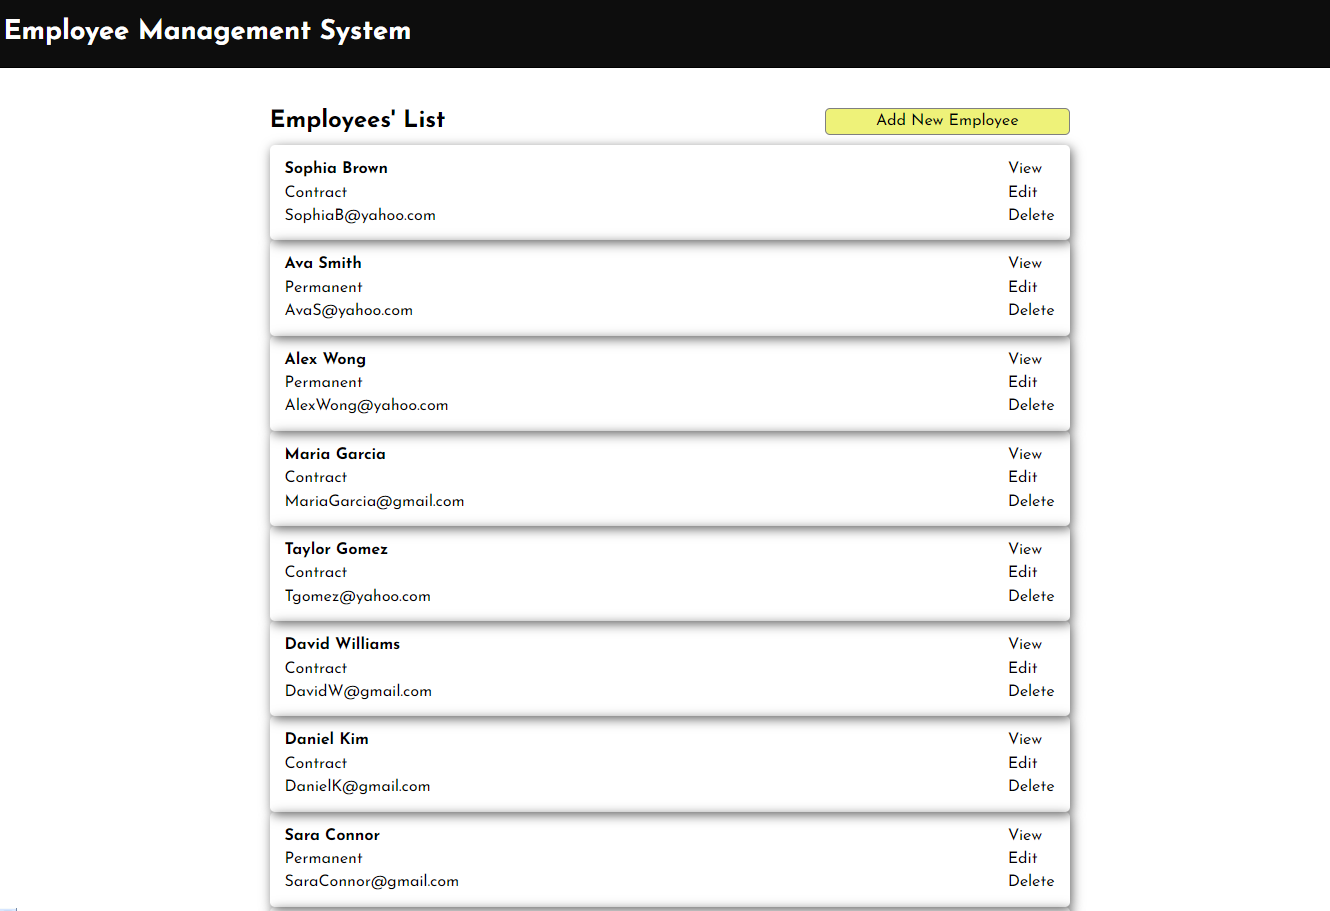 Employee Management System
Employees' List
Add New Employee
Sophia Brown
View
Contract
Edit
SophiaB@yahoo.com
Delete
Ava Smith
View
Permanent
Edit
AvaS@yahoo.com
Delete
Alex Wong
View
Permanent
Edit
AlexWong@yahoo.com
Delete
Maria Garcia
View
Contract
Edit
MariaGarcia@gmail.com
Delete
Taylor Gomez
View
Contract
Edit
Tgomez@yahoo.com
Delete
David Williams
View
Contract
Edit
DavidW@gmail.com
Delete
Daniel Kim
View
Contract
Edit
DanielK@gmail.com
Delete
Sara Connor
View
Permanent
Edit
SaraConnor@gmail.com
Delete